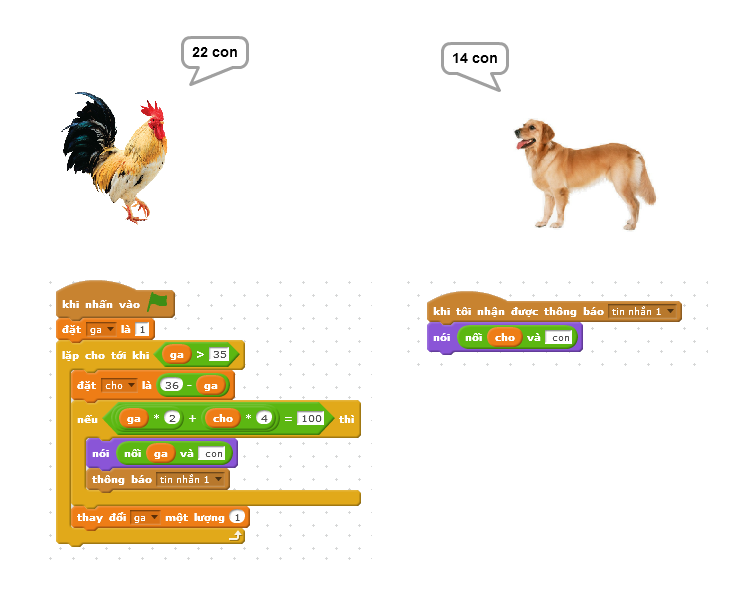 22 con
14 con
khi nhấn vào
đặt ga là 1
lặp cho tới khi ga > 35
đặt cho là 36 - ga
nếu ga * 2 + cho * 4 = 100 thì
nói nối ga và con
thông báo tin nhắn 1
thay đổi ga một lượng 1
khi tôi nhận được thông báo tin nhắn 1
nói nối cho và con